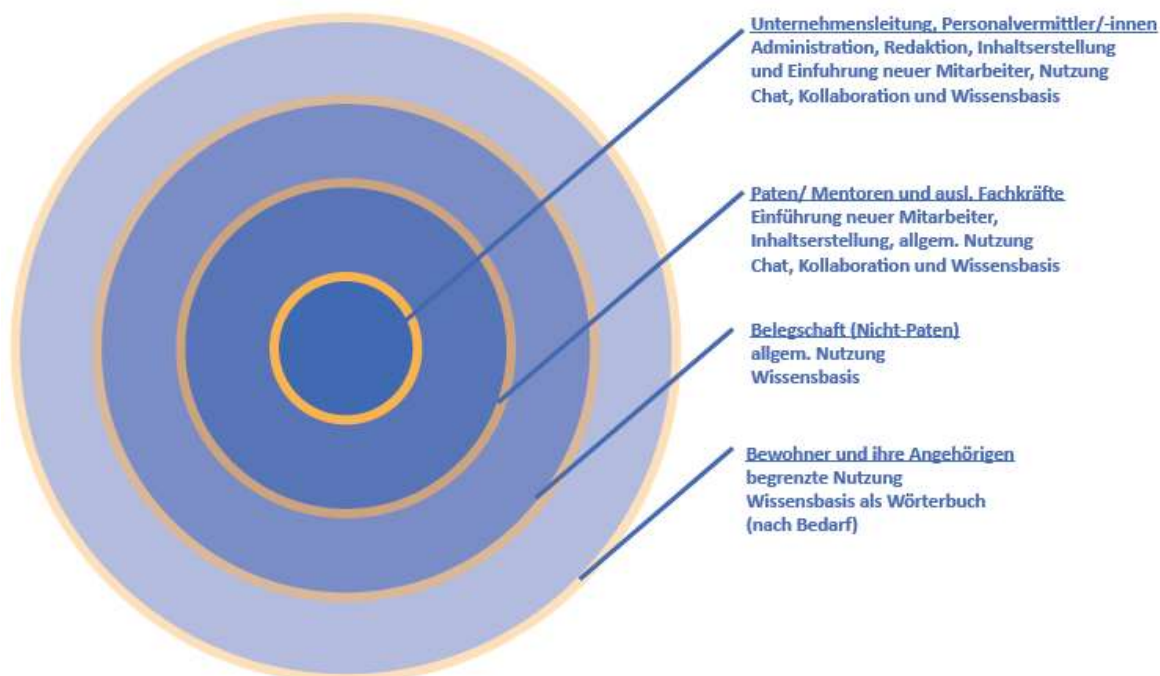 Unternehmensleitung, Personalvermittler/-innen
Administration, Redaktion, Inhaltserstellung
und Einfuhrung neuer Mitarbeiter, Nutzung
Chat, Kollaboration und Wissensbasis
Paten/ Mentoren und ausl. Fachkräfte
Einführung neuer Mitarbeiter,
Inhaltserstellung, allgem. Nutzung
Chat, Kollaboration und Wissensbasis
Belegschaft (Nicht-Paten)
allgem. Nutzung
Wissensbasis
Bewohner und ihre Angehörigen
begrenzte Nutzung
Wissensbasis als Wörterbuch
(nach Bedarf)